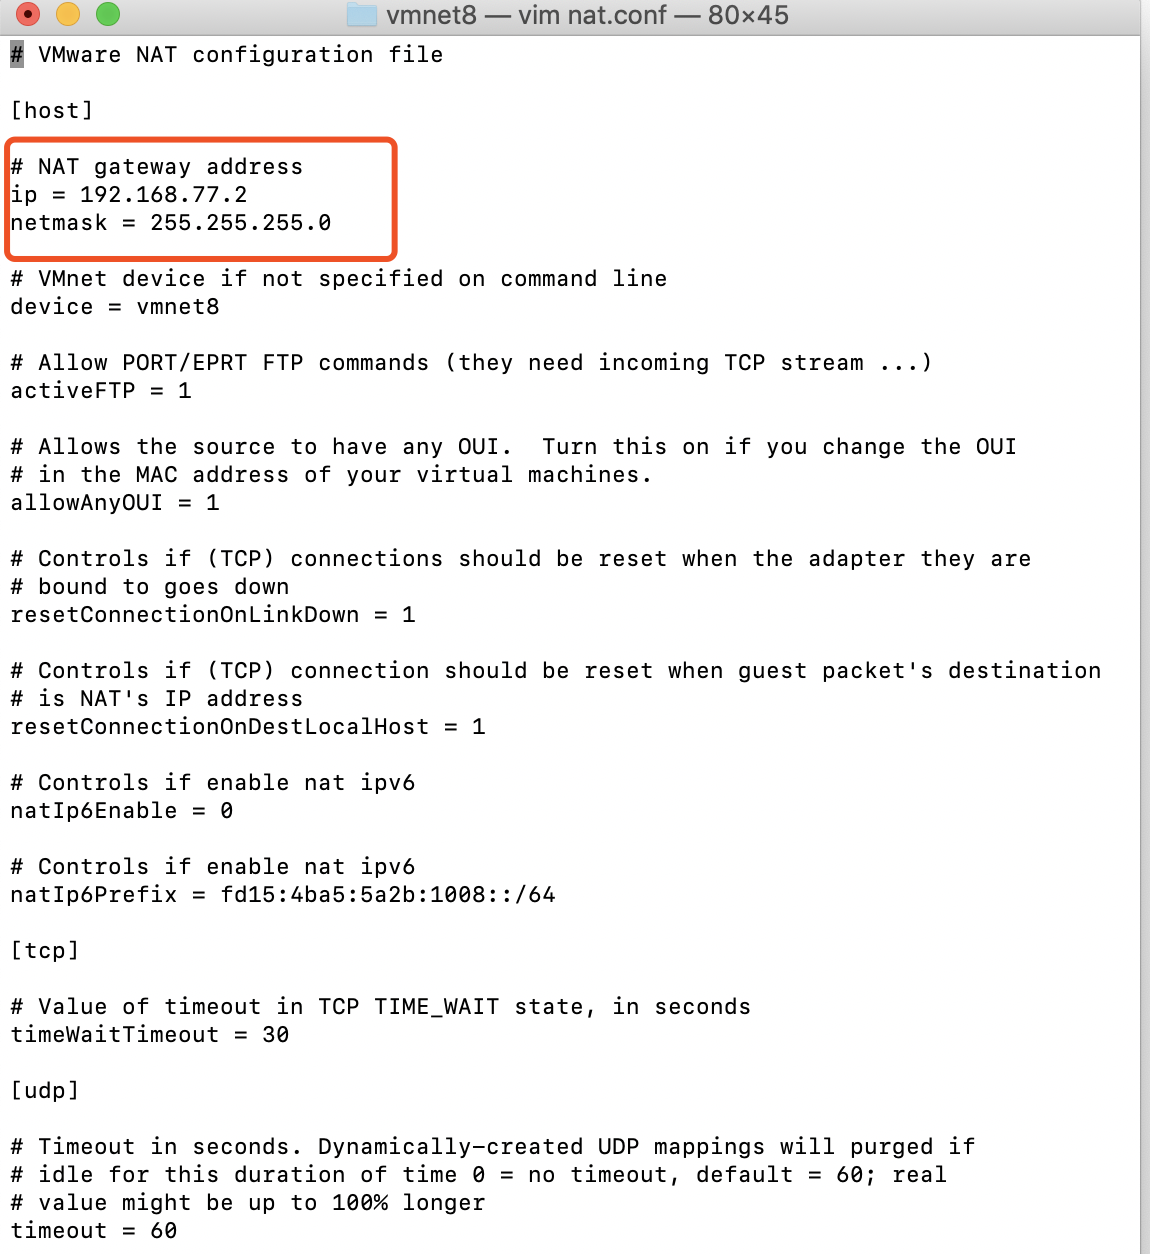 vmnet8 — vim nat.conf — 80×45
# VMware NAT configuration file
[host]
# NAT gateway address
ip = 192.168.77.2
netmask = 255.255.255.0
# VMnet device if not specified on command line
device = vmnet8
# Allow PORT/EPRT FTP commands (they need incoming TCP stream ...)
activeFTP = 1
# Allows the source to have any OUI.  Turn this on if you change the OUI
# in the MAC address of your virtual machines.
allowAnyOUI = 1
# Controls if (TCP) connections should be reset when the adapter they are
# bound to goes down
resetConnectionOnLinkDown = 1
# Controls if (TCP) connection should be reset when guest packet's destination
# is NAT's IP address
resetConnectionOnDestLocalHost = 1
# Controls if enable nat ipv6
natIp6Enable = 0
# Controls if enable nat ipv6
natIp6Prefix = fd15:4ba5:5a2b:1008::/64
[tcp]
# Value of timeout in TCP TIME_WAIT state, in seconds
timeWaitTimeout = 30
[udp]
# Timeout in seconds. Dynamically-created UDP mappings will purged if
# idle for this duration of time 0 = no timeout, default = 60; real
# value might be up to 100% longer
timeout = 60